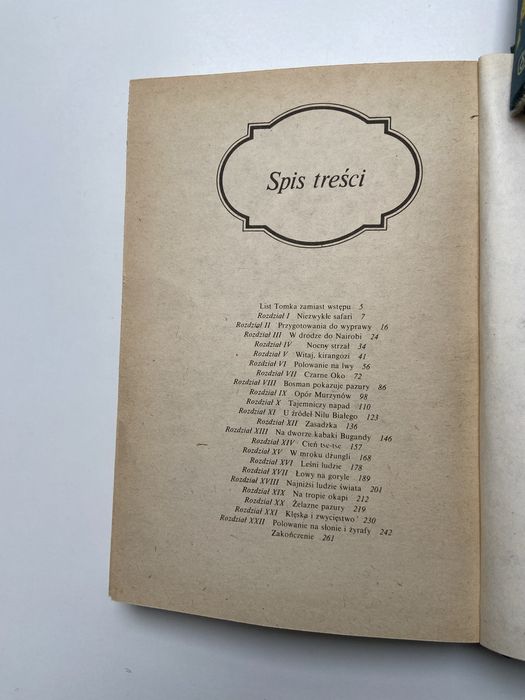 Spis treści
List Tomka zamiast wstępu 5
Rozdział I Niezwykłe safari 7
Rozdział II Przygotowania do wyprawy 16
Rozdział III W drodze do Nairobi 24
Rozdział IV Nocny strzał 34
Rozdział V Witaj, kirangozi 41
Rozdział VI Polowanie na lwy 56
Rozdział VII Czarne Oko 72
Rozdział VIII Bosman pokazuje pazury 86
Rozdział IX Opór Murzynów 98
Rozdział X Tajemniczy napad 110
Rozdział XI U źródeł Nilu Białego 123
Rozdział XII Zasadzka 136
Rozdział XIII Na dworze kabaki Bugandy 146
Rozdział XIV Cień tse-tse 157
Rozdział XV W mroku dżungli 168
Rozdział XVI Leśni ludzie 178
Rozdział XVII Łowy na goryle 189
Rozdział XVIII Najniżsi ludzie świata 201
Rozdział XIX Na tropie okapi 212
Rozdział XX Żelazne pazury 219
Rozdział XXI Klęska i zwycięstwo 230
Rozdział XXII Polowanie na słonie i żyrafy 242
Zakończenie 261